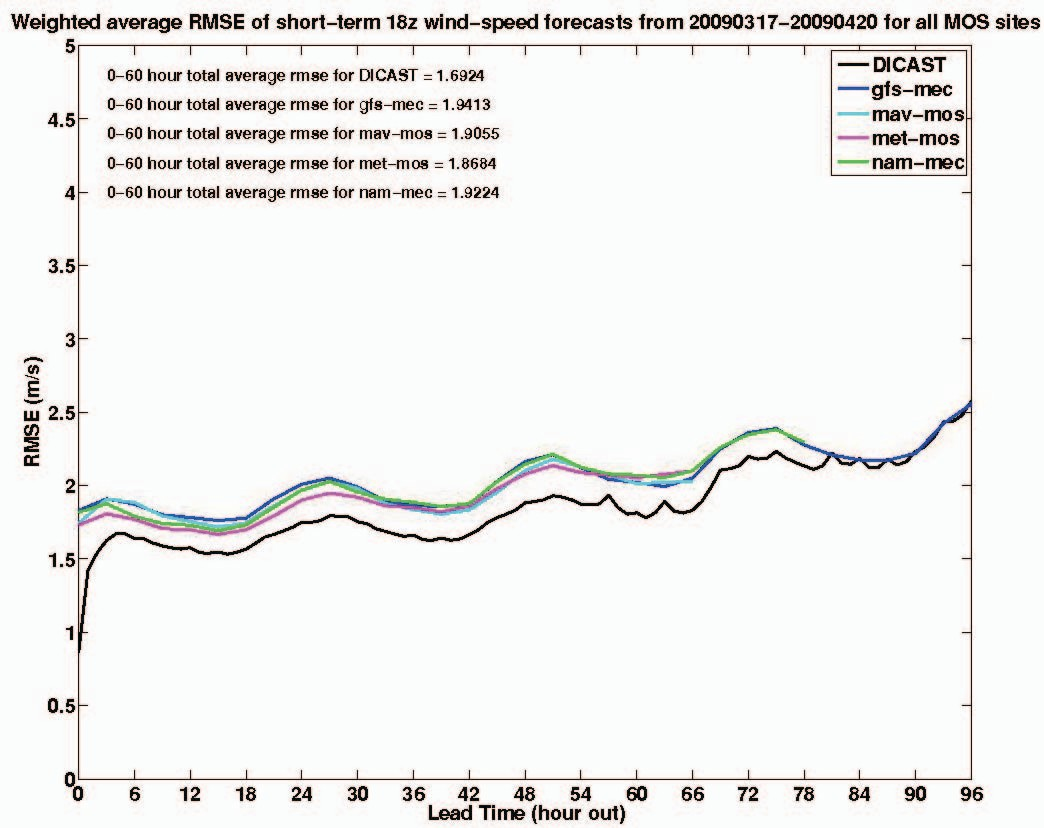 Weighted average RMSE of short-term 18z wind-speed forecasts from 20090317-20090420 for all MOS sites
0-60 hour total average rmse for DICAST = 1.6924
0-60 hour total average rmse for gfs-mec = 1.9413
0-60 hour total average rmse for mav-mos = 1.9055
0-60 hour total average rmse for met-mos = 1.8684
0-60 hour total average rmse for nam-mec = 1.9224
DICAST
gfs-mec
mav-mos
met-mos
nam-mec
RMSE (m/s)
5
4.5
4
3.5
3
2.5
2
1.5
1
0.5
0
0 6 12 18 24 30 36 42 48 54 60 66 72 78 84 90 96
Lead Time (hour out)